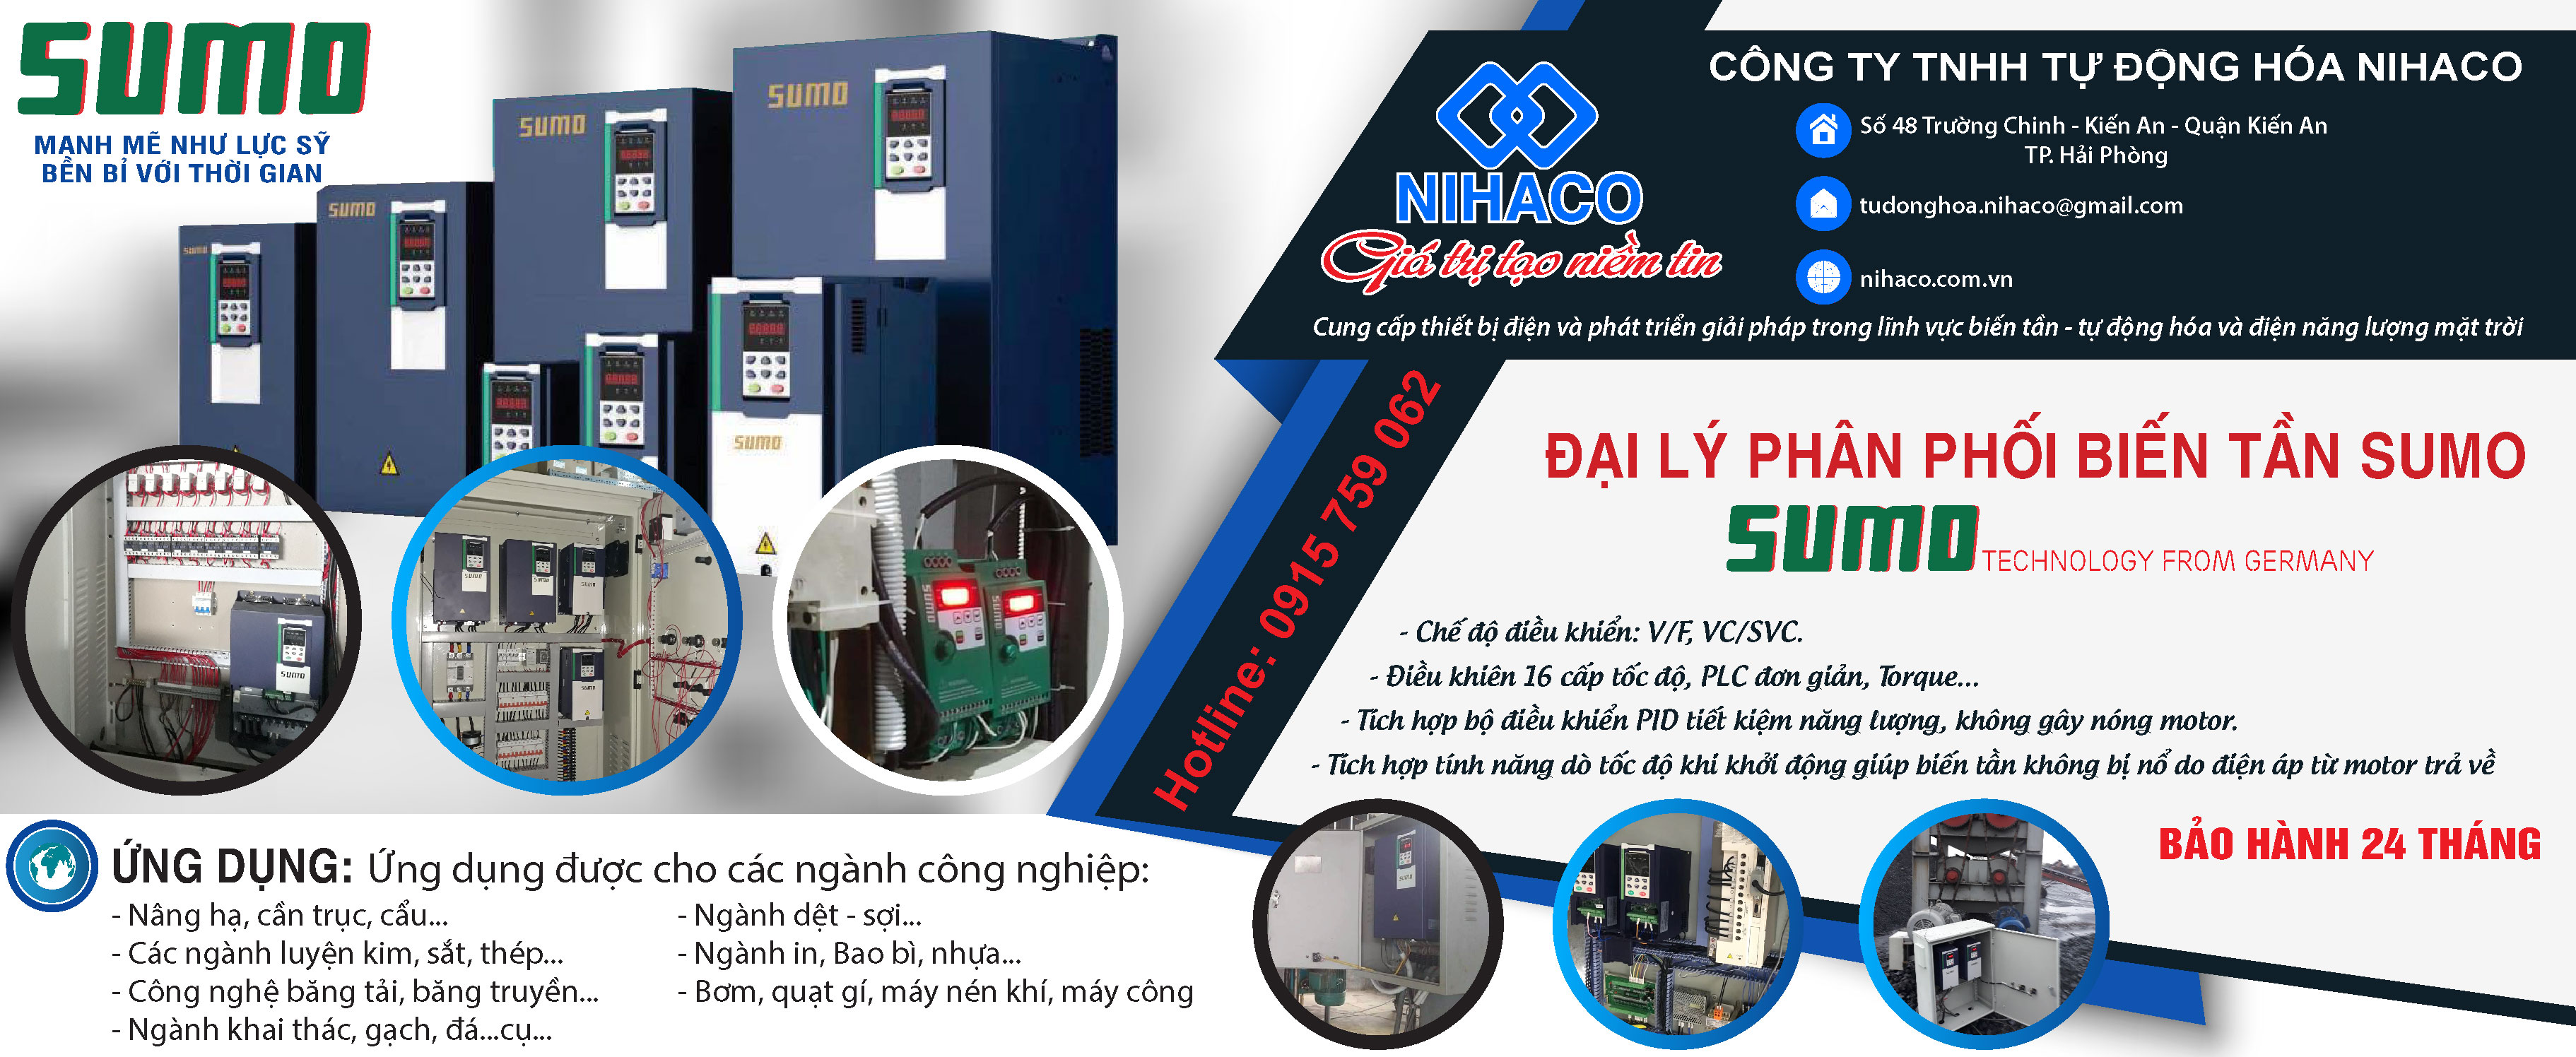 SUMO
MẠNH MẼ NHƯ LỰC SỸ
BỀN BỈ VỚI THỜI GIAN
SUMO
SUMO
SUMO
SUMO
SUMO
NIHACO
Giá trị tạo niềm tin
CÔNG TY TNHH TỰ ĐỘNG HÓA NIHACO
Số 48 Trường Chinh - Kiến An - Quận Kiến An
TP. Hải Phòng
tudonghoa.nihaco@gmail.com
nihaco.com.vn
Cung cấp thiết bị điện và phát triển giải pháp trong lĩnh vực biến tần - tự động hóa và điện năng lượng mặt trời
Hotline: 0915 759 062
ĐẠI LÝ PHÂN PHỐI BIẾN TẦN SUMO
SUMO TECHNOLOGY FROM GERMANY
- Chế độ điều khiển: V/F, VC/SVC.
- Điều khiên 16 cấp tốc độ, PLC đơn giản, Torque...
- Tích hợp bộ điều khiển PID tiết kiệm năng lượng, không gây nóng motor.
- Tích hợp tính năng dò tốc độ khi khởi động giúp biến tần không bị nổ do điện áp từ motor trả về
BẢO HÀNH 24 THÁNG
ỨNG DỤNG: Ứng dụng được cho các ngành công nghiệp:
- Nâng hạ, cần trục, cẩu...
- Các ngành luyện kim, sắt, thép...
- Công nghệ băng tải, băng truyền...
- Ngành khai thác, gạch, đá...cụ...
- Ngành dệt - sợi...
- Ngành in, Bao bì, nhựa...
- Bơm, quạt gí, máy nén khí, máy công
SUMO
SUMO
SUMO
SUMO
SUMO
SUMO
SUMO
SUMO